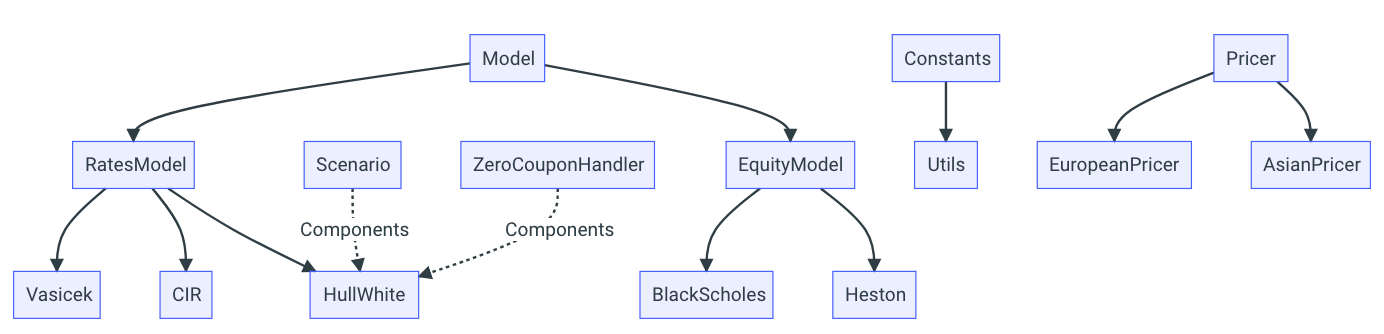 Model
Constants
Pricer
RatesModel
Scenario
ZeroCouponHandler
EquityModel
Utils
EuropeanPricer
AsianPricer
Components
Components
Vasicek
CIR
HullWhite
BlackScholes
Heston